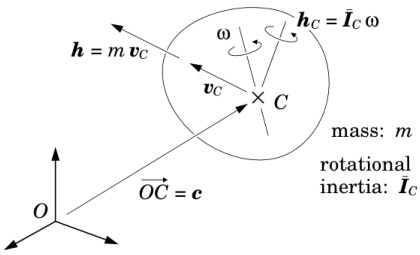 ω
𝒉_C = Ī_C ω
𝒉 = m 𝒗_C
𝒗_C
C
mass: m
rotational
inertia: Ī_C
O
→
OC = 𝒄